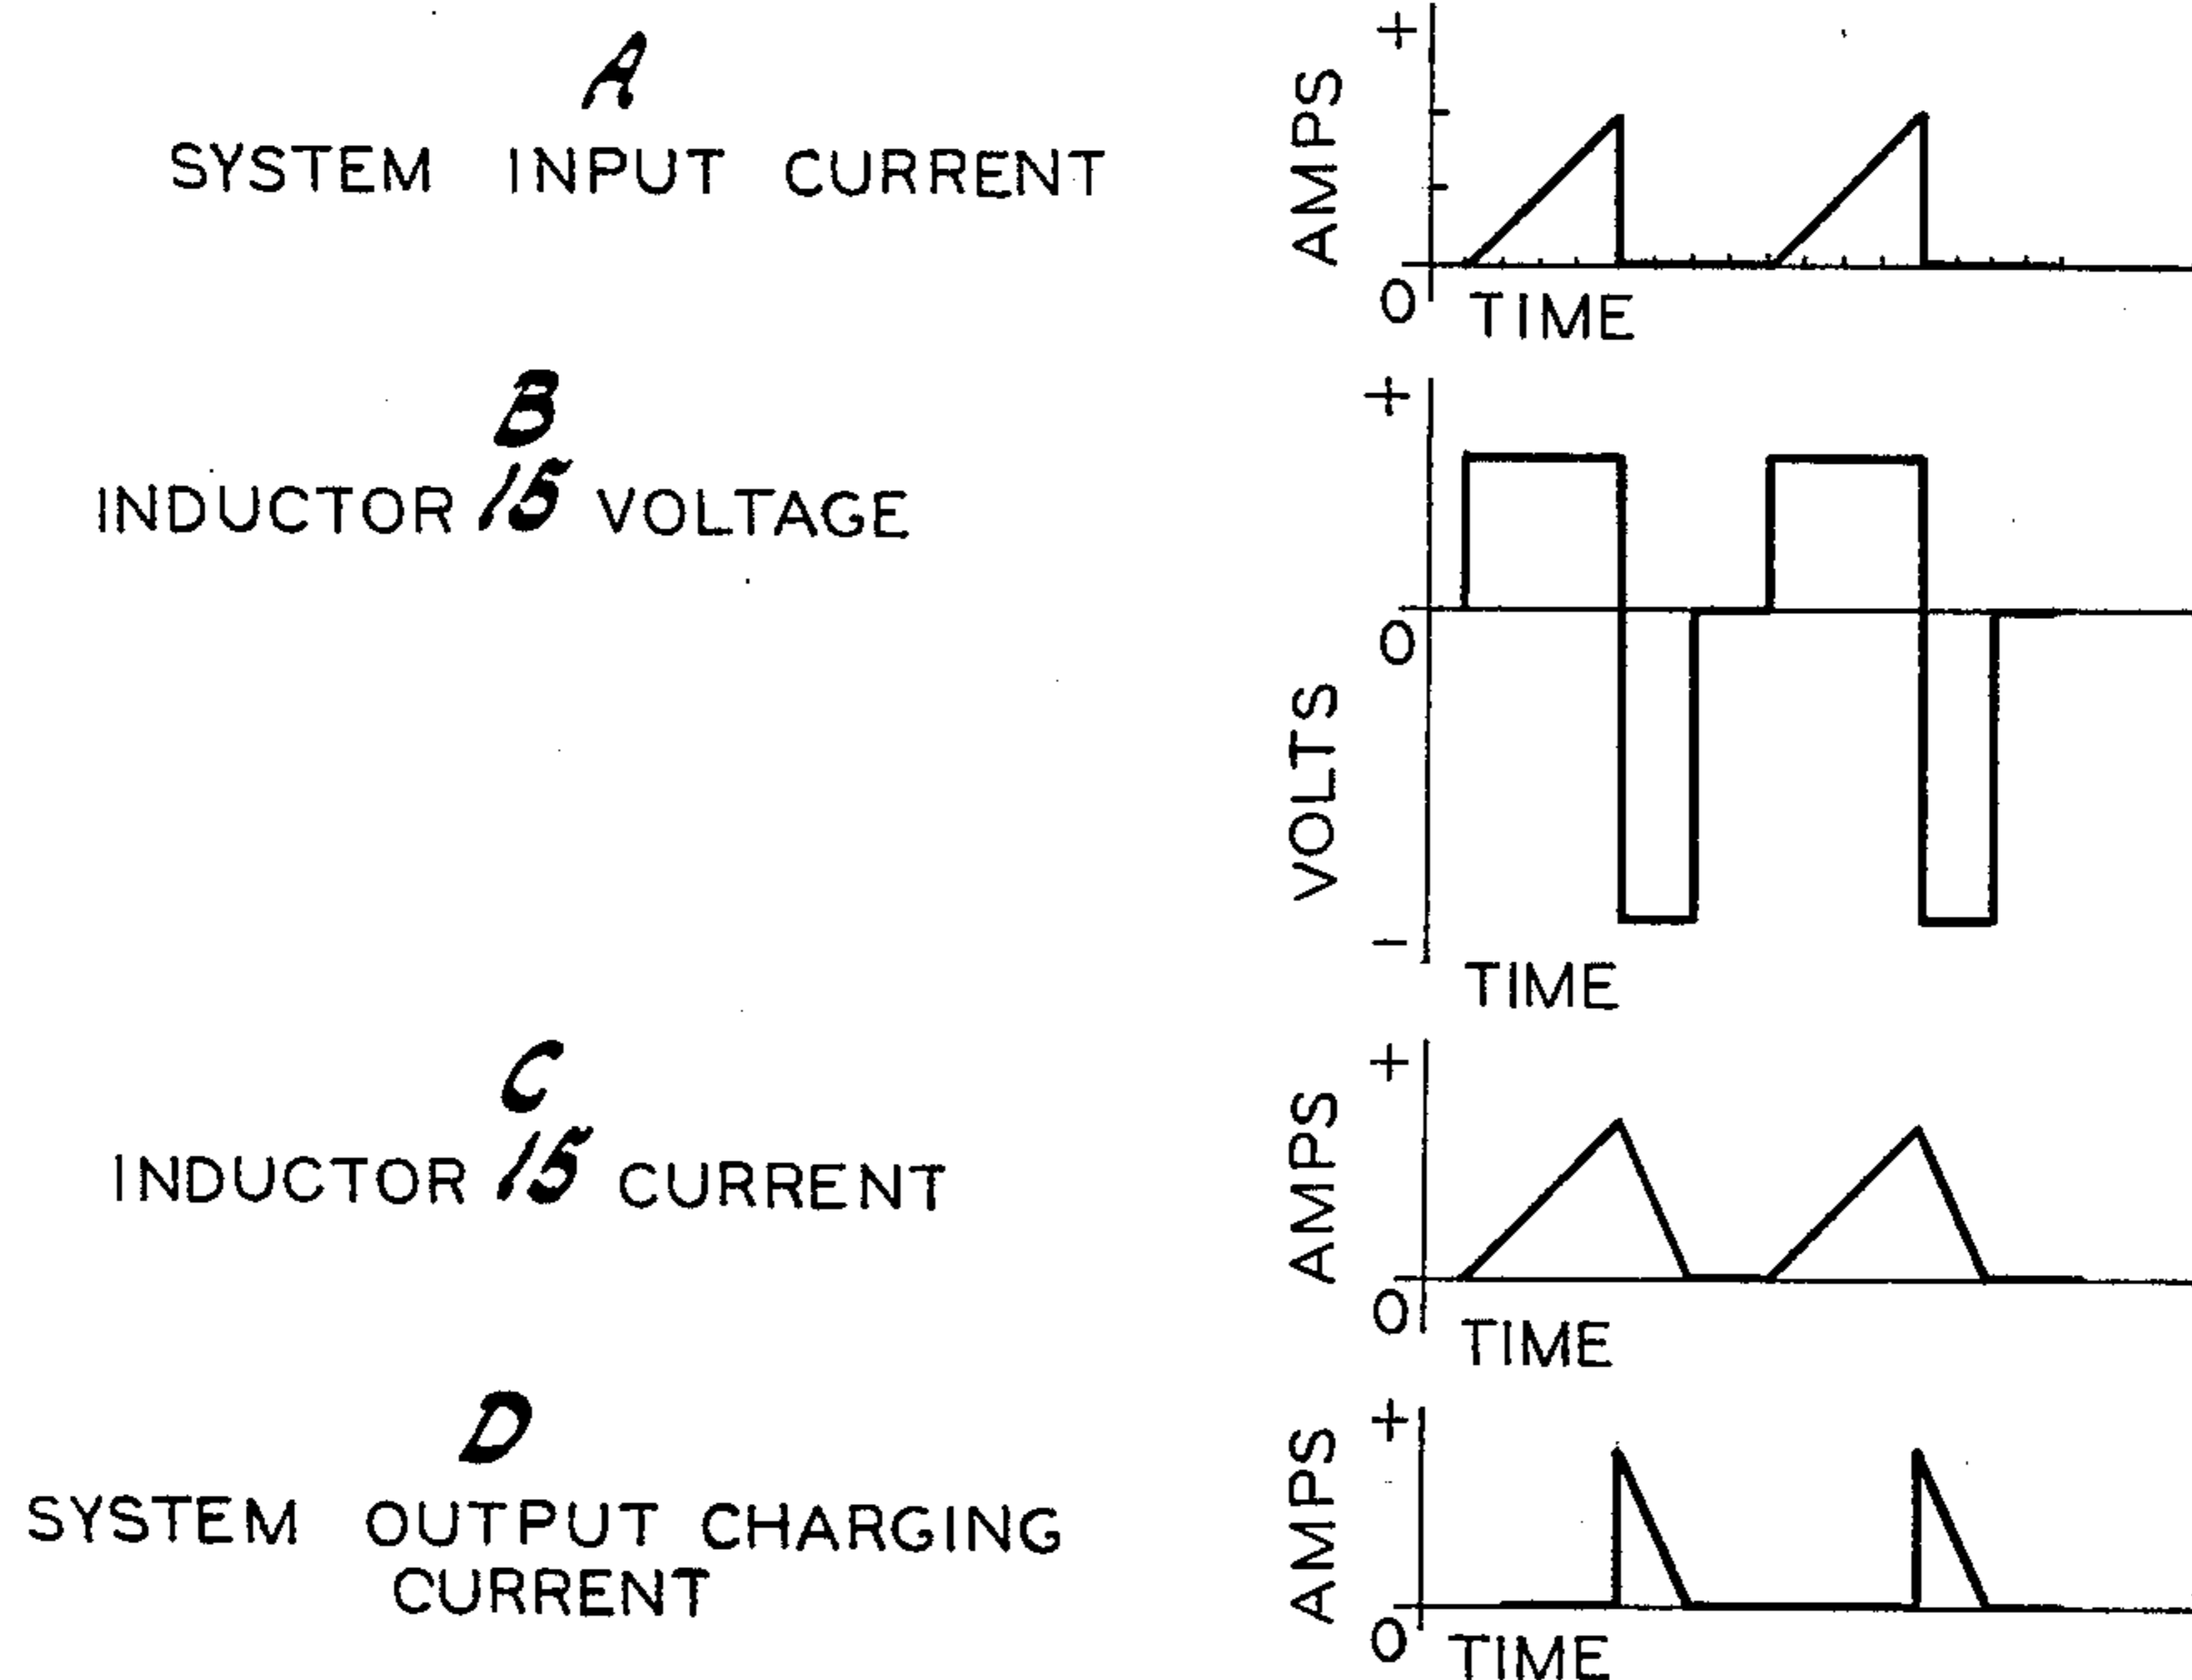 A
SYSTEM INPUT CURRENT
+
AMPS
0
TIME
B
INDUCTOR 15 VOLTAGE
+
0
VOLTS
-
TIME
C
INDUCTOR 15 CURRENT
+
AMPS
0
TIME
D
SYSTEM OUTPUT CHARGING
CURRENT
+
AMPS
0
TIME